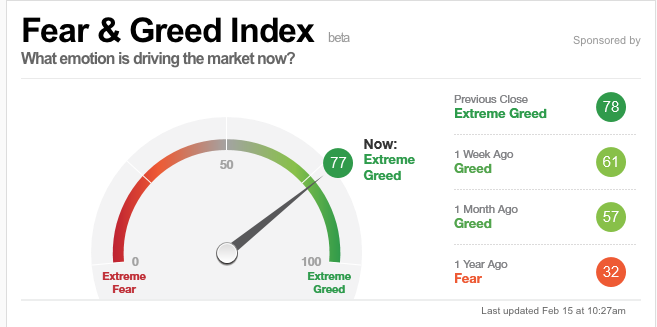 Fear & Greed Index beta
What emotion is driving the market now?
Sponsored by
50
0
100
Extreme
Fear
Extreme
Greed
77
Now:
Extreme
Greed
Previous Close
Extreme Greed
78
1 Week Ago
Greed
61
1 Month Ago
Greed
57
1 Year Ago
Fear
32
Last updated Feb 15 at 10:27am